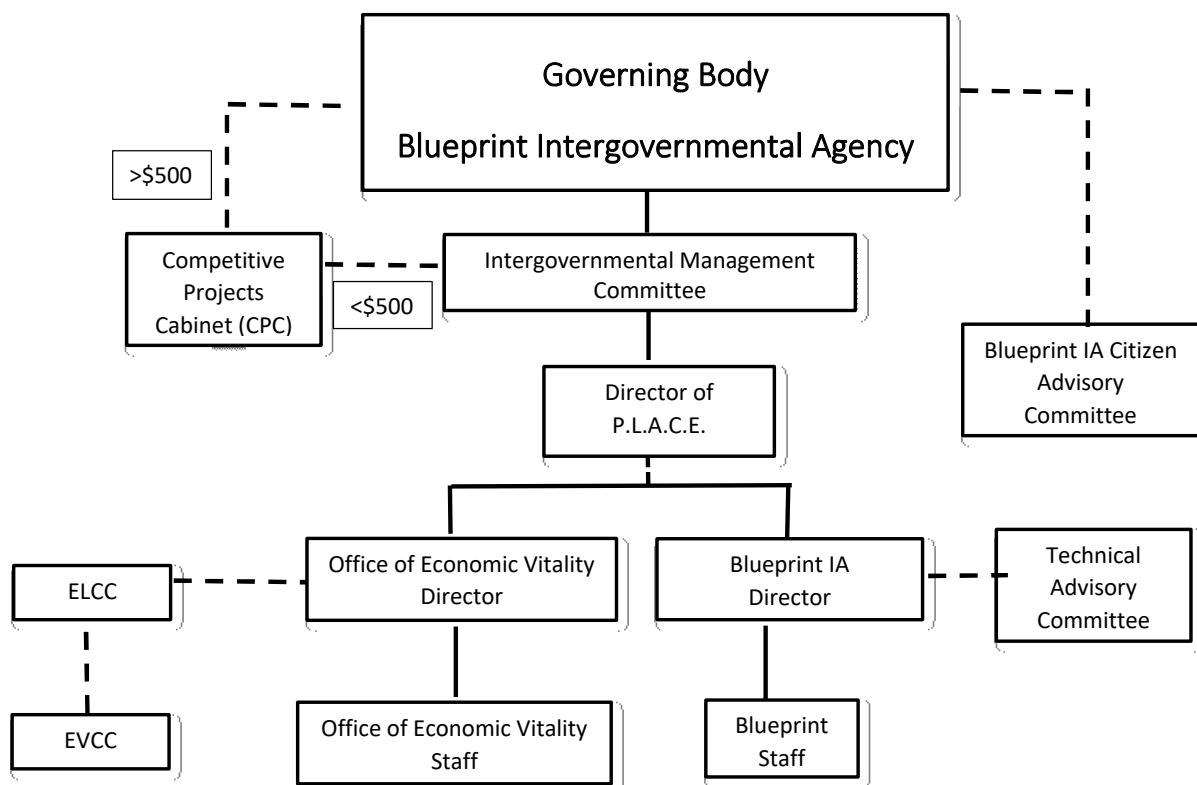 Governing Body
Blueprint Intergovernmental Agency
>$500
Competitive
Projects
Cabinet (CPC)
<$500
Intergovernmental Management
Committee
Blueprint IA Citizen
Advisory
Committee
Director of
P.L.A.C.E.
ELCC
Office of Economic Vitality
Director
Blueprint IA
Director
Technical
Advisory
Committee
EVCC
Office of Economic Vitality
Staff
Blueprint
Staff